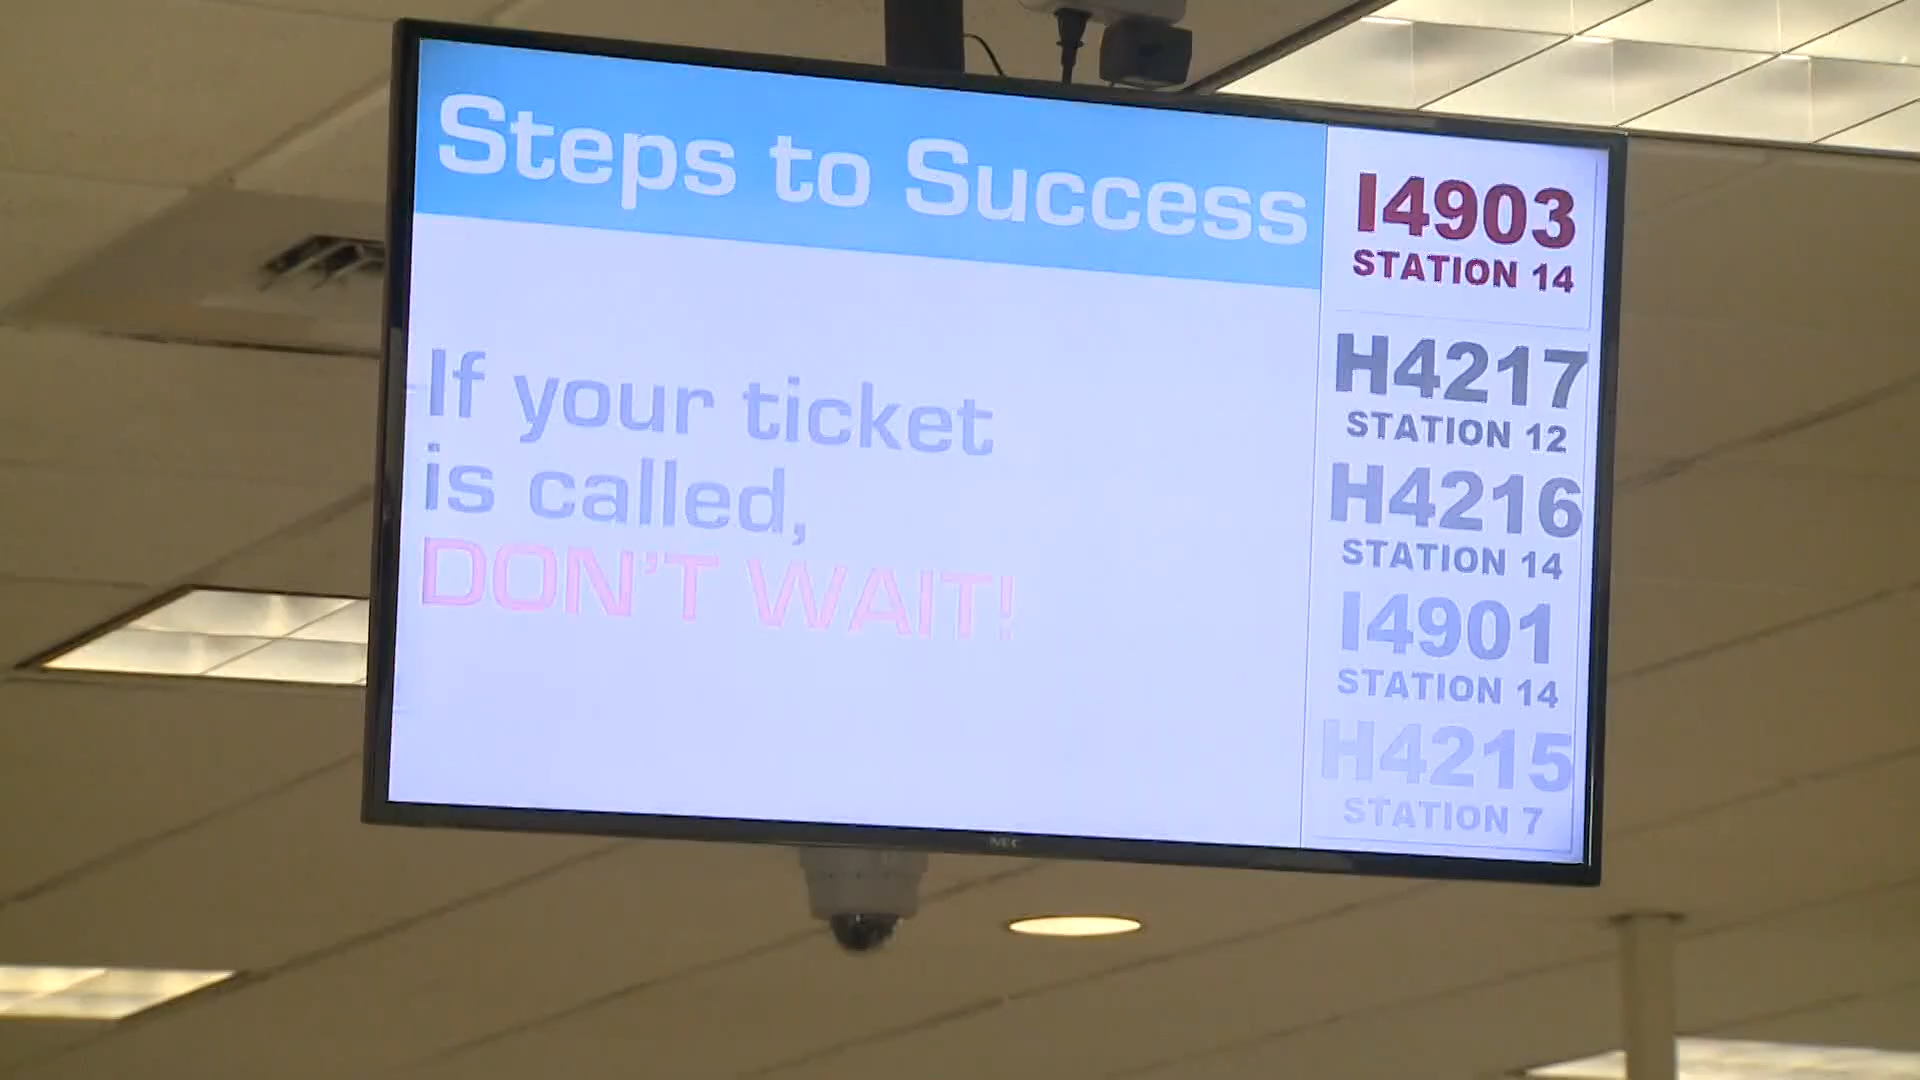 Steps to Success
If your ticket
is called,
DON'T WAIT!
I4903
STATION 14
H4217
STATION 12
H4216
STATION 14
I4901
STATION 14
H4215
STATION 7
NEC